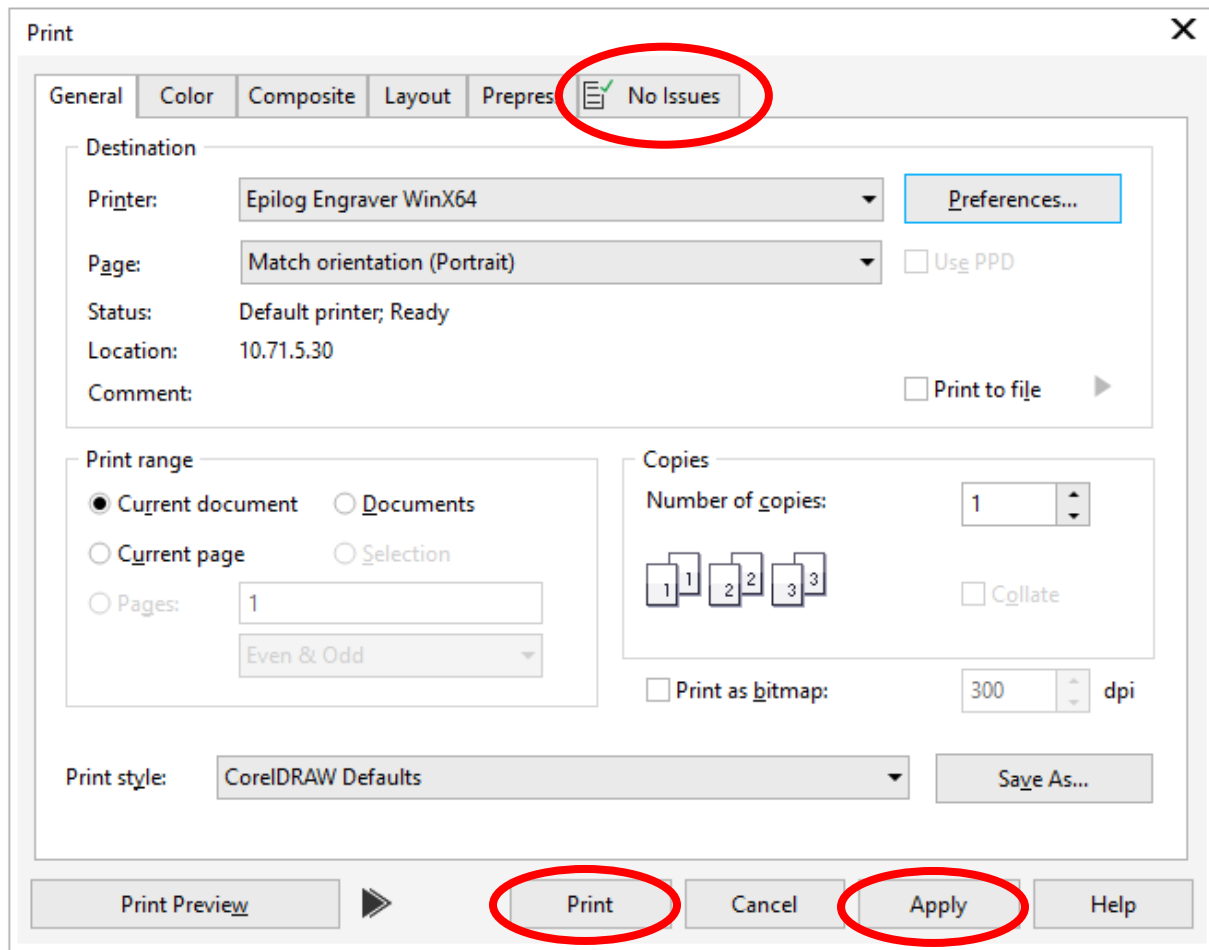 Print
General Color Composite Layout Prepres No Issues
Destination
Printer: Epilog Engraver WinX64 Preferences...
Page: Match orientation (Portrait) Use PPD
Status: Default printer; Ready
Location: 10.71.5.30
Comment: Print to file
Print range Copies
Current document Documents Number of copies: 1
Current page Selection
1 1 2 2 3 3 Collate
Pages: 1
Even & Odd
Print as bitmap: 300 dpi
Print style: CorelDRAW Defaults Save As...
Print Preview Print Cancel Apply Help